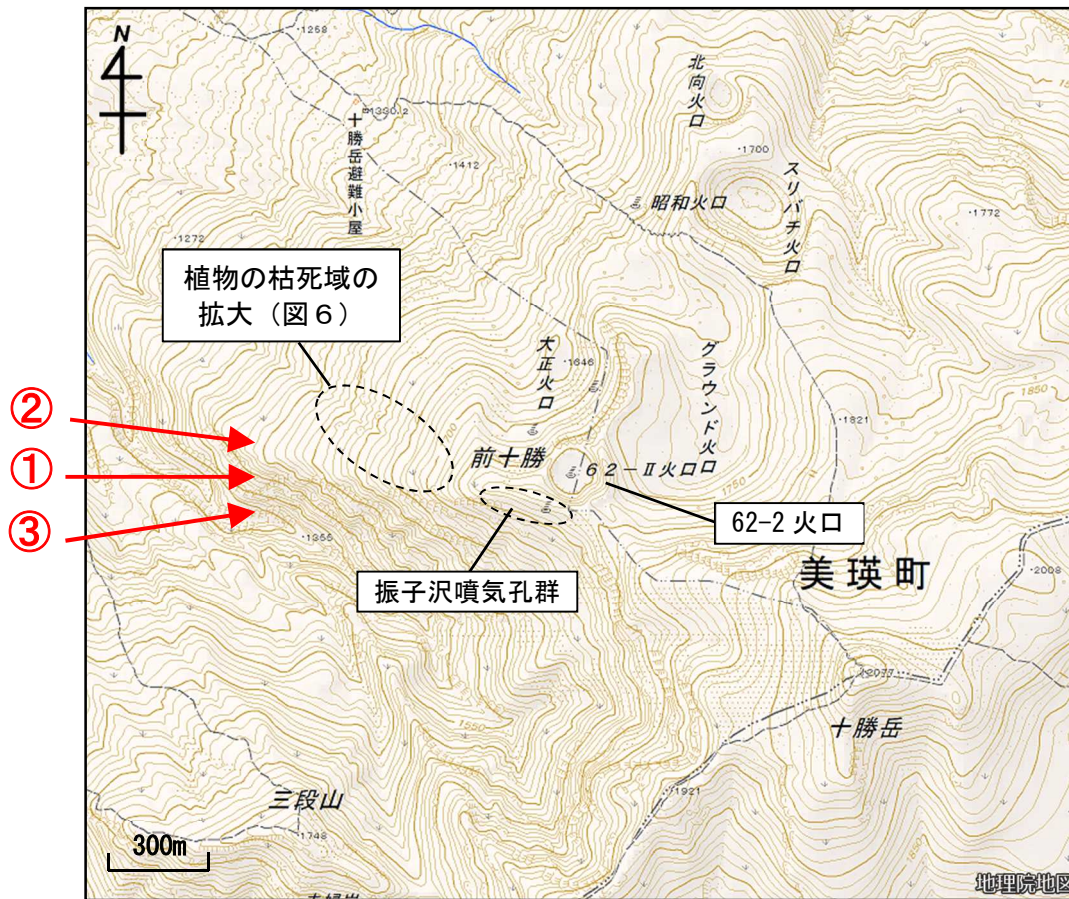 N
・1258
北向火口
1330.2
十勝岳避難小屋
・1412
・1700
スリバチ火口
昭和火口
・1772
・1272
植物の枯死域の
拡大（図６）
大正火口
・1646
グラウンド火口
1850
②
①
③
・1821
前十勝
６２－Ⅱ火口
1750
62-2 火口
・1355
振子沢噴気孔群
美瑛町
・2008
2077
1550
十勝岳
・1921
三段山
・1748
300m
1850
地理院地図